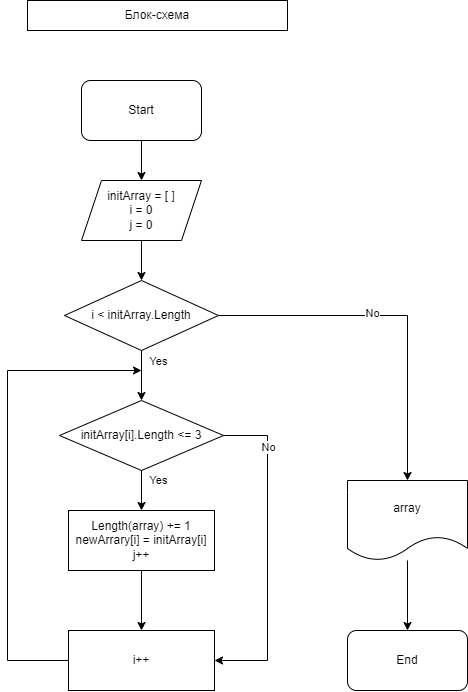 Блок-схема
Start
initArray = [ ]
i = 0
j = 0
i < initArray.Length
No
Yes
initArray[i].Length <= 3
No
Yes
Length(array) += 1
newArrary[i] = initArray[i]
j++
array
i++
End